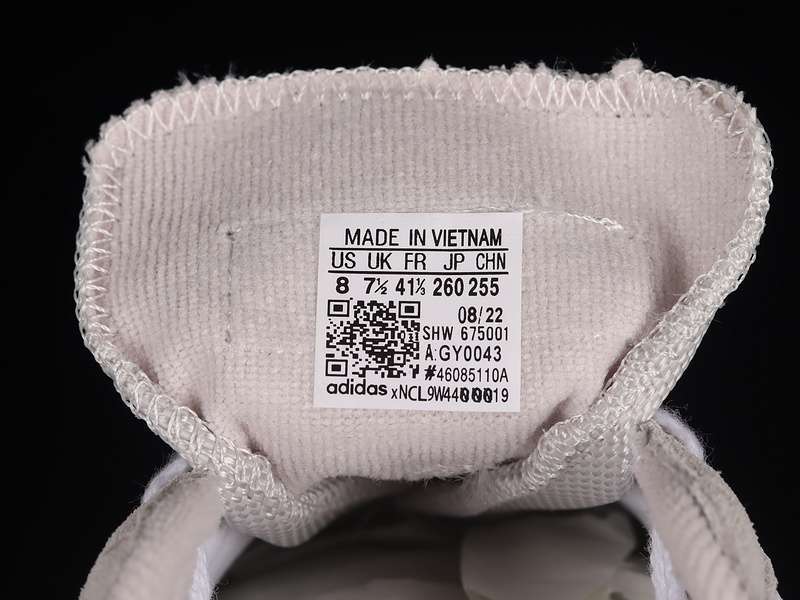 MADE IN VIETNAM
US UK FR JP CHN
8 7½ 41⅓ 260 255
08/22
SHW 675001
A:GY0043
#46085110A
adidas